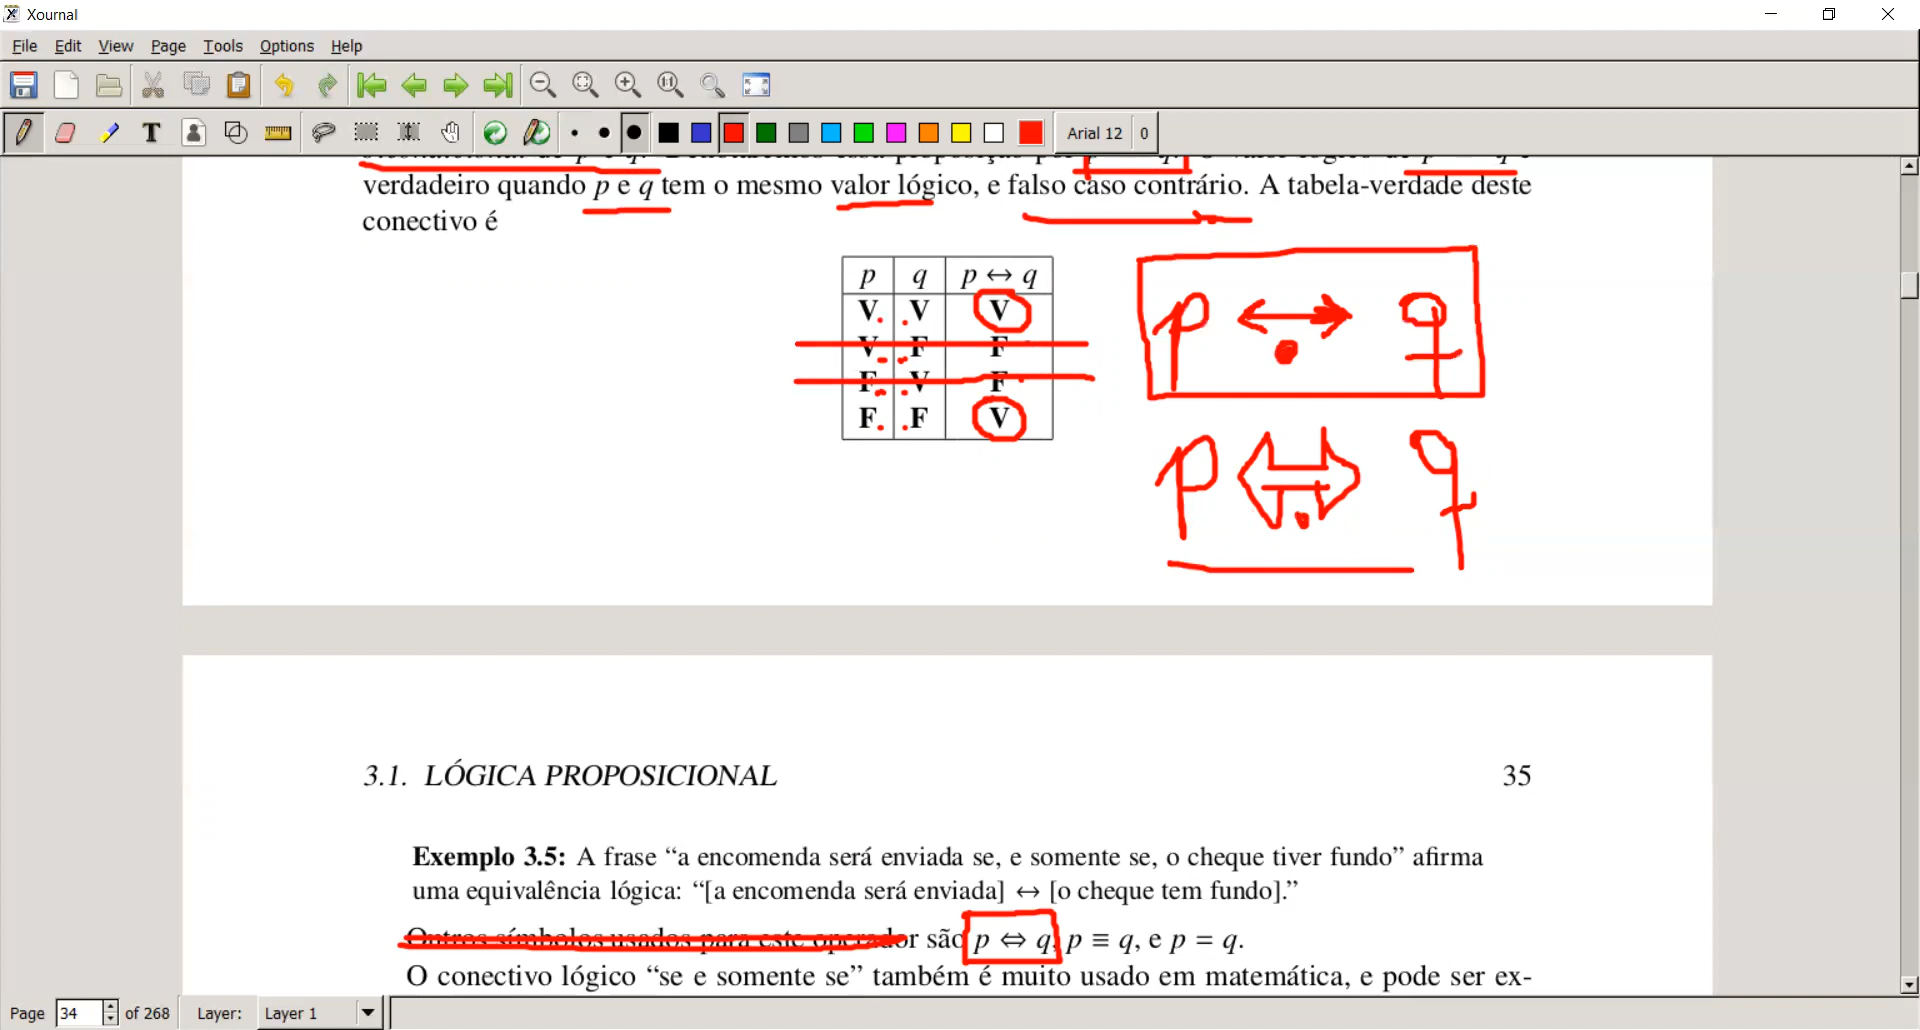 Xournal
File Edit View Page Tools Options Help
T Arial 12 0
verdadeiro quando p e q tem o mesmo valor lógico, e falso caso contrário. A tabela-verdade deste
conectivo é
p q p ↔ q
V V V
V F F
F V F
F F V
p ↔ q
p ⇔ q
3.1. LÓGICA PROPOSICIONAL 35
Exemplo 3.5: A frase “a encomenda será enviada se, e somente se, o cheque tiver fundo” afirma
uma equivalência lógica: “[a encomenda será enviada] ↔ [o cheque tem fundo].”
Outros símbolos usados para este operador são p ⇔ q, p ≡ q, e p = q.
O conectivo lógico “se e somente se” também é muito usado em matemática, e pode ser ex-
Page 34 of 268 Layer: Layer 1